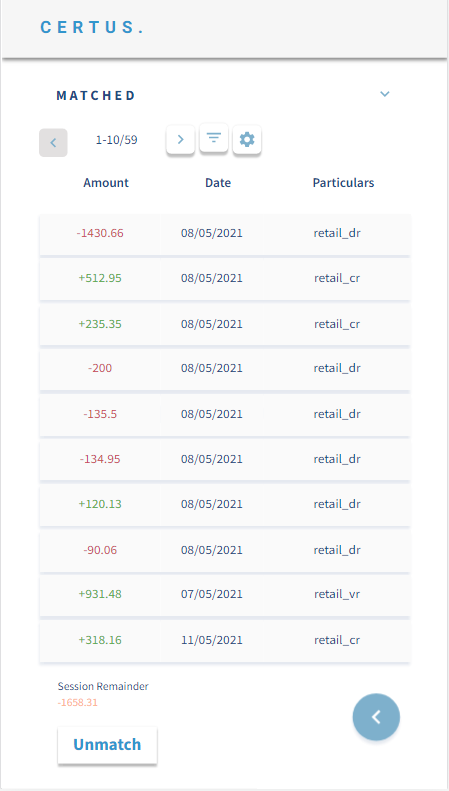 CERTUS.
MATCHED
1-10/59
Amount Date Particulars
-1430.66 08/05/2021 retail_dr
+512.95 08/05/2021 retail_cr
+235.35 08/05/2021 retail_cr
-200 08/05/2021 retail_dr
-135.5 08/05/2021 retail_dr
-134.95 08/05/2021 retail_dr
+120.13 08/05/2021 retail_dr
-90.06 08/05/2021 retail_dr
+931.48 07/05/2021 retail_vr
+318.16 11/05/2021 retail_cr
Session Remainder
-1658.31
Unmatch